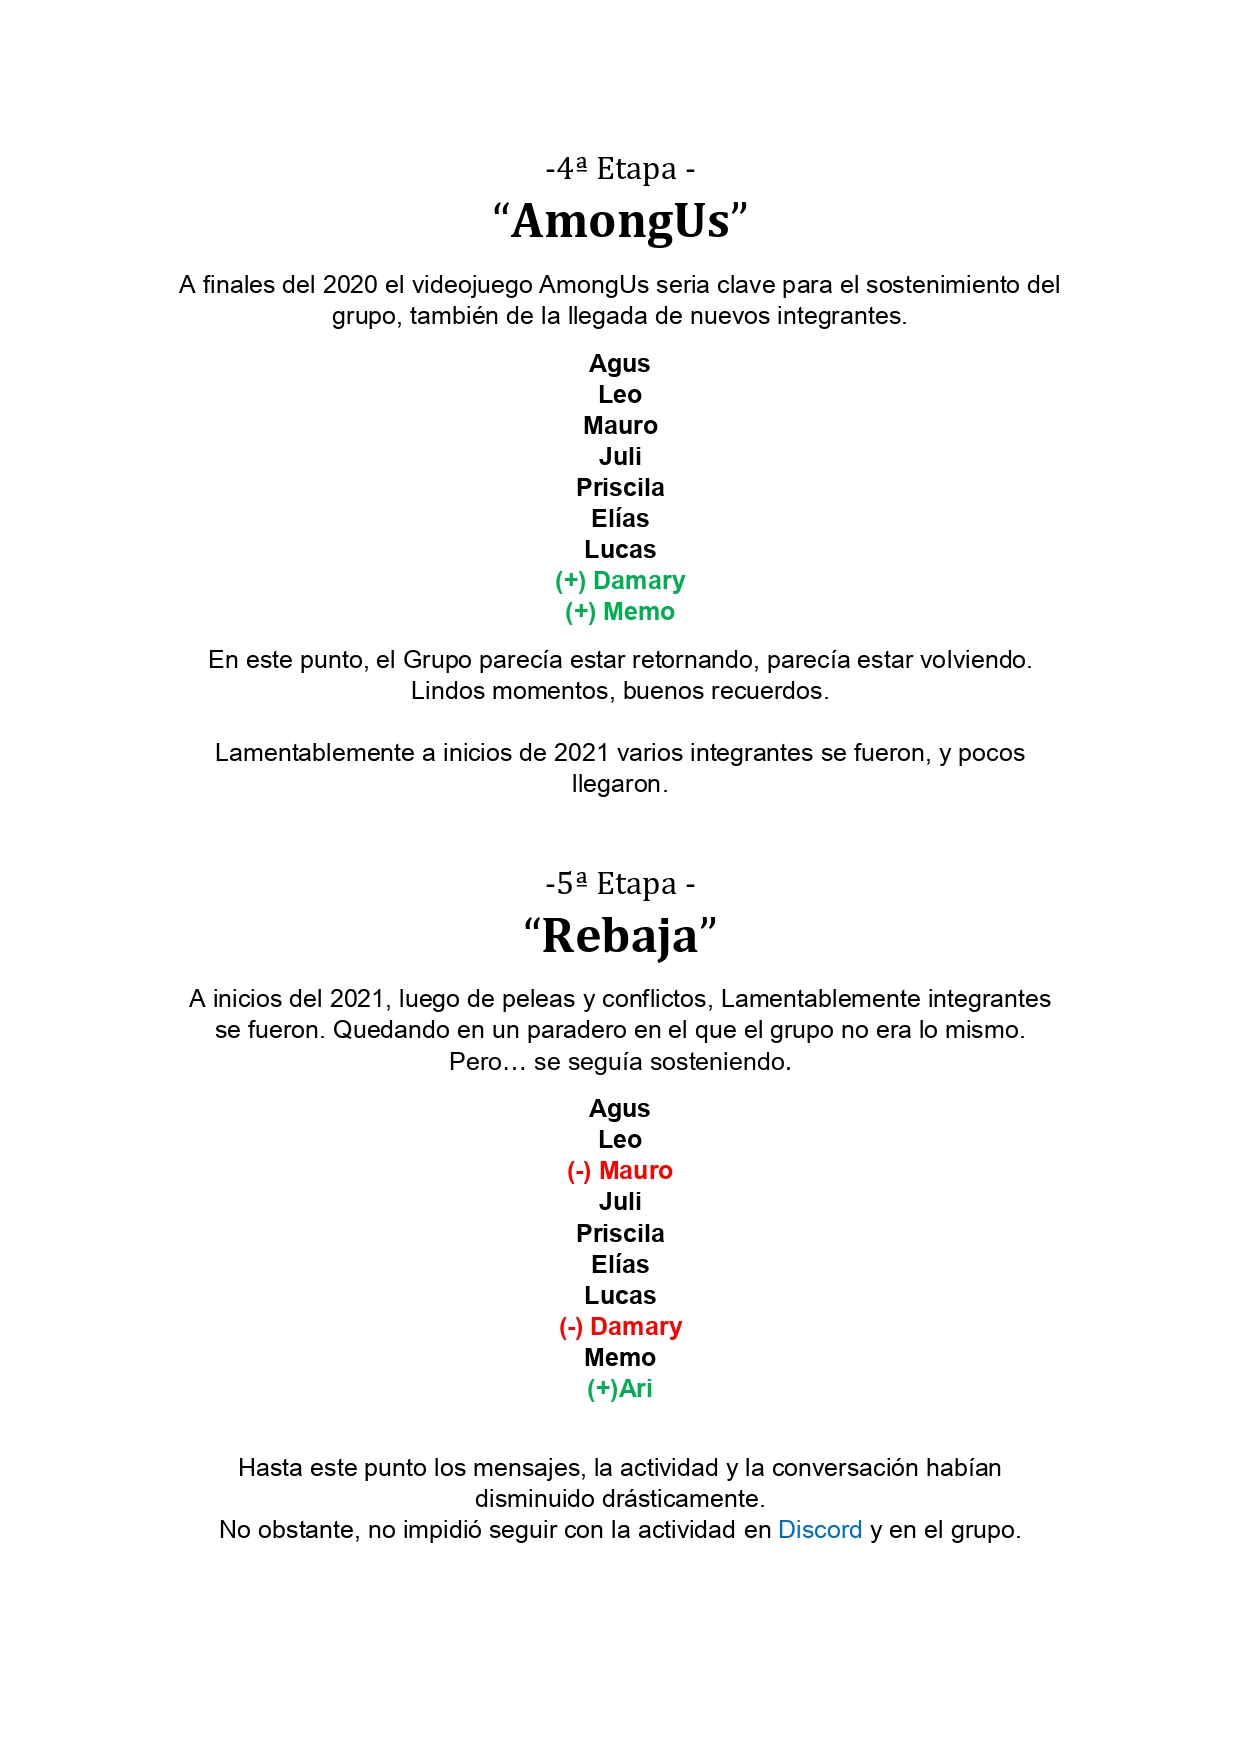 -4ª Etapa -
“AmongUs”
A finales del 2020 el videojuego AmongUs seria clave para el sostenimiento del
grupo, también de la llegada de nuevos integrantes.
Agus
Leo
Mauro
Juli
Priscila
Elías
Lucas
(+) Damary
(+) Memo
En este punto, el Grupo parecía estar retornando, parecía estar volviendo.
Lindos momentos, buenos recuerdos.
Lamentablemente a inicios de 2021 varios integrantes se fueron, y pocos
llegaron.
-5ª Etapa -
“Rebaja”
A inicios del 2021, luego de peleas y conflictos, Lamentablemente integrantes
se fueron. Quedando en un paradero en el que el grupo no era lo mismo.
Pero… se seguía sosteniendo.
Agus
Leo
(-) Mauro
Juli
Priscila
Elías
Lucas
(-) Damary
Memo
(+)Ari
Hasta este punto los mensajes, la actividad y la conversación habían
disminuido drásticamente.
No obstante, no impidió seguir con la actividad en Discord y en el grupo.